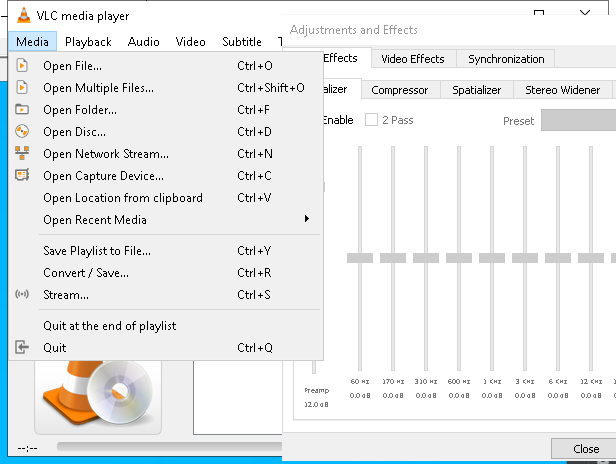 VLC media player
Adjustments and Effects
Media Playback Audio Video Subtitle
Effects Video Effects Synchronization
Compressor Spatializer Stereo Widener
Enable 2 Pass Preset
Open File... Ctrl+O
Open Multiple Files... Ctrl+Shift+O
Open Folder... Ctrl+F
Open Disc... Ctrl+D
Open Network Stream... Ctrl+N
Open Capture Device... Ctrl+C
Open Location from clipboard Ctrl+V
Open Recent Media
Save Playlist to File... Ctrl+Y
Convert / Save... Ctrl+R
Stream... Ctrl+S
Quit at the end of playlist
Quit Ctrl+Q
60 Hz 170 Hz 310 Hz 600 Hz 1 KHz 3 KHz 6 KHz 12 KHz
0.0 dB 0.0 dB 0.0 dB 0.0 dB 0.0 dB 0.0 dB 0.0 dB 0.0 dB
Preamp
12.0 dB
--:--
Close